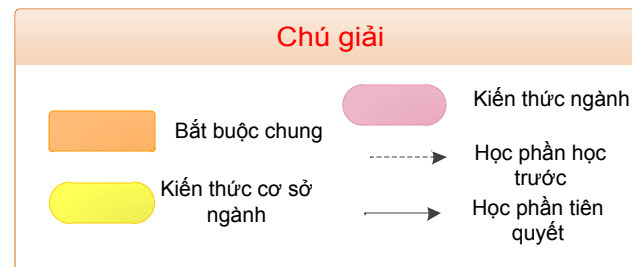 Chú giải
Bắt buộc chung
Kiến thức cơ sở
ngành
Kiến thức ngành
Học phần học
trước
Học phần tiên
quyết